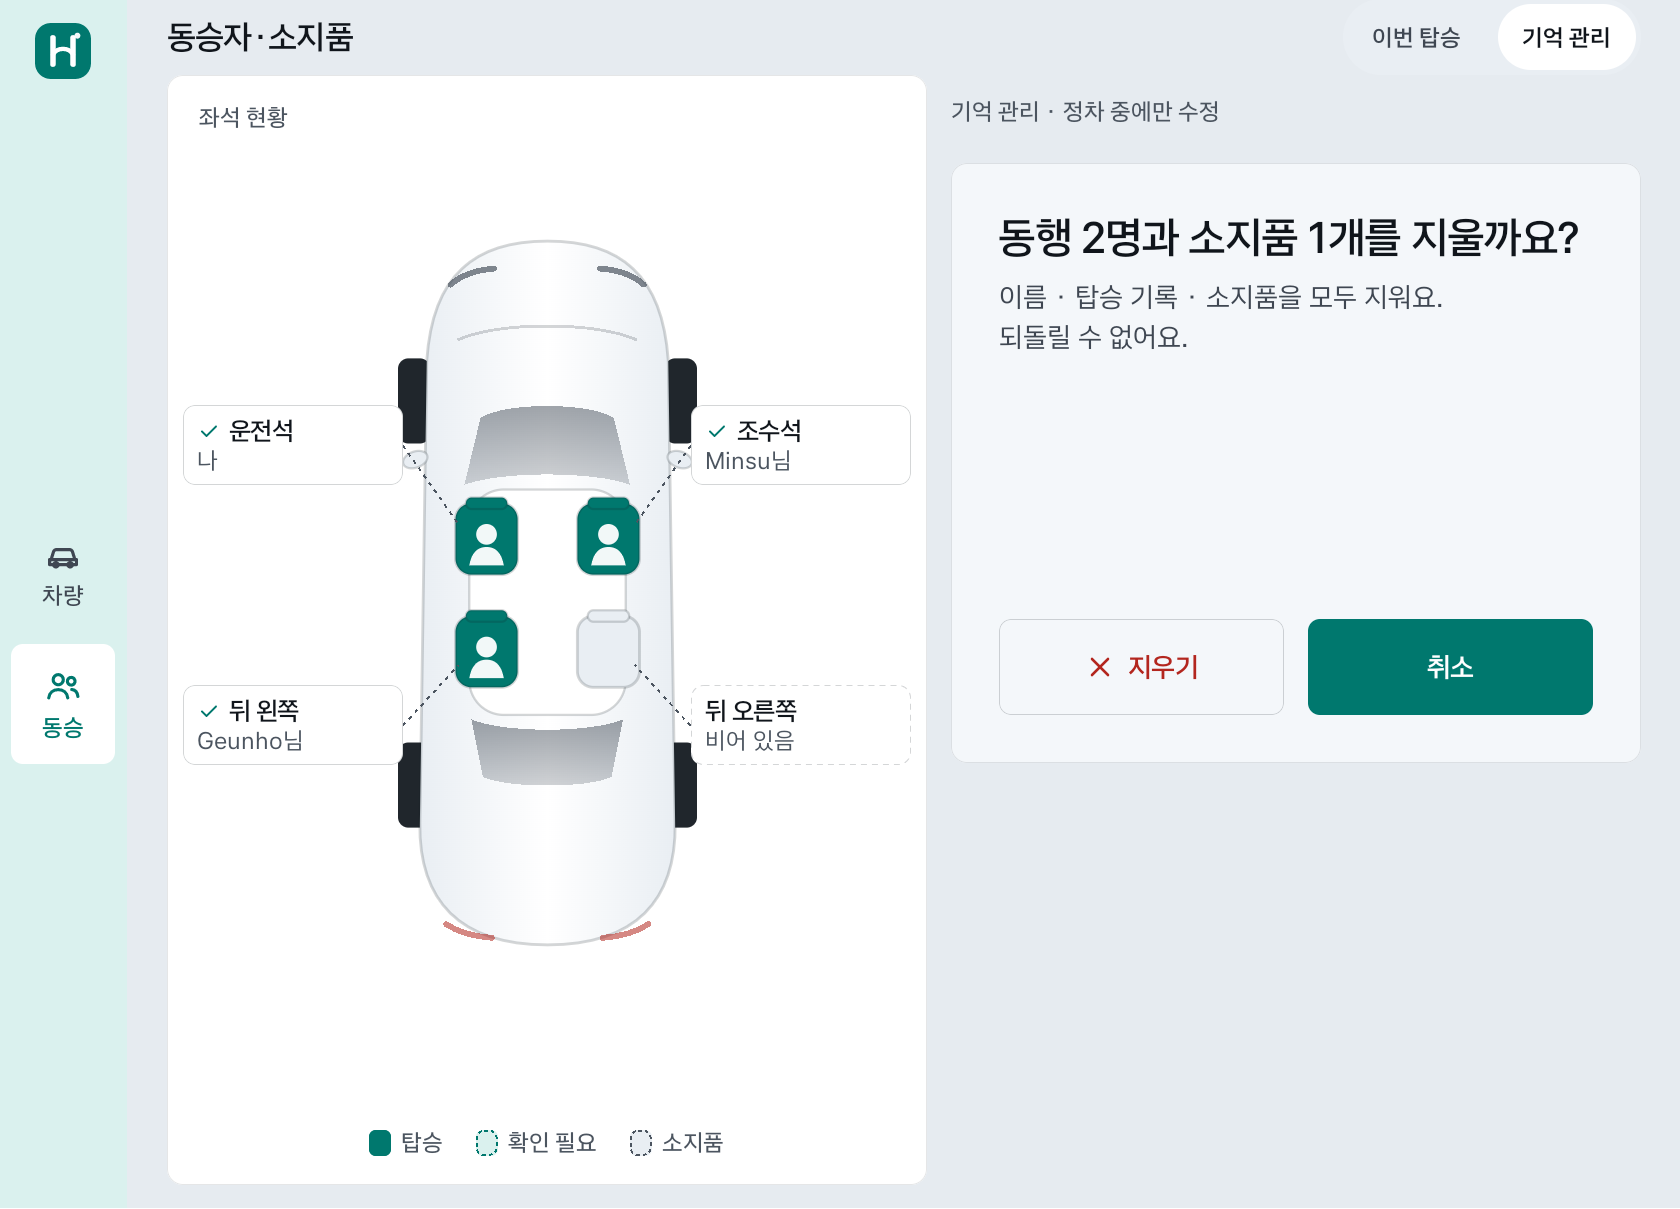 동승자 · 소지품
이번 탑승
기억 관리
좌석 현황
운전석
나
조수석
Minsu님
뒤 왼쪽
Geunho님
뒤 오른쪽
비어 있음
탑승
확인 필요
소지품
기억 관리 · 정차 중에만 수정
동행 2명과 소지품 1개를 지울까요?
이름 · 탑승 기록 · 소지품을 모두 지워요.
되돌릴 수 없어요.
지우기
취소
차량
동승